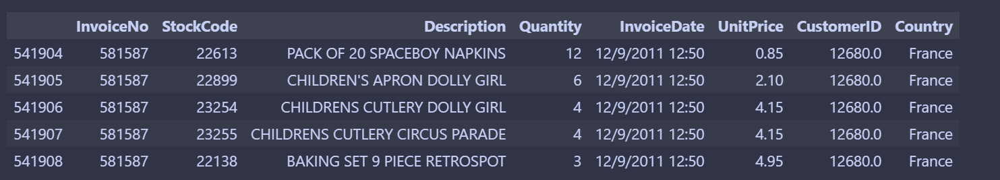 InvoiceNo StockCode Description Quantity InvoiceDate UnitPrice CustomerID Country
541904 581587 22613 PACK OF 20 SPACEBOY NAPKINS 12 12/9/2011 12:50 0.85 12680.0 France
541905 581587 22899 CHILDREN'S APRON DOLLY GIRL 6 12/9/2011 12:50 2.10 12680.0 France
541906 581587 23254 CHILDRENS CUTLERY DOLLY GIRL 4 12/9/2011 12:50 4.15 12680.0 France
541907 581587 23255 CHILDRENS CUTLERY CIRCUS PARADE 4 12/9/2011 12:50 4.15 12680.0 France
541908 581587 22138 BAKING SET 9 PIECE RETROSPOT 3 12/9/2011 12:50 4.95 12680.0 France